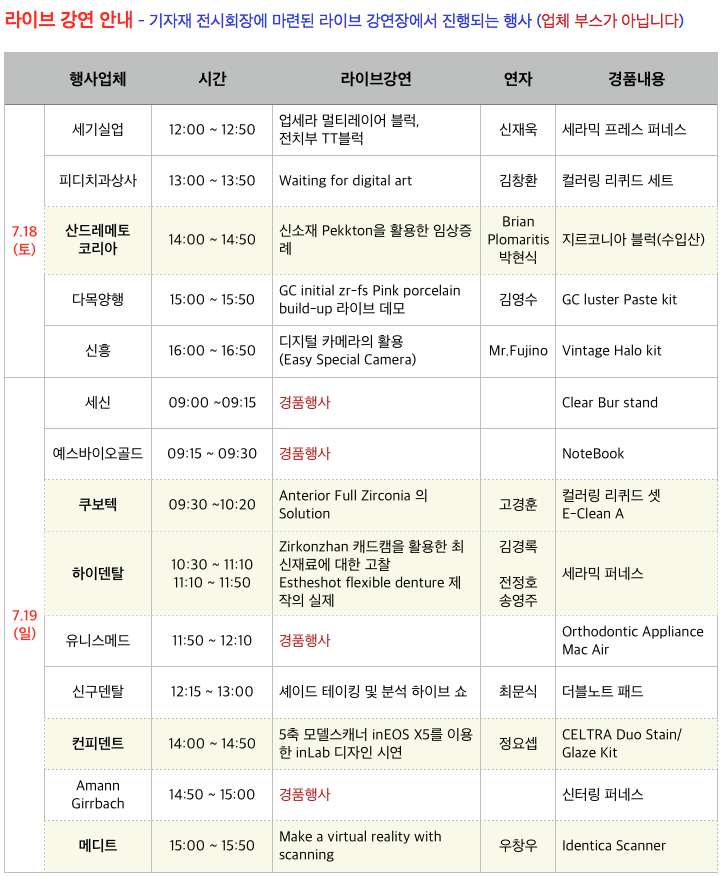 라이브 강연 안내 - 기자재 전시회장에 마련된 라이브 강연장에서 진행되는 행사 (업체 부스가 아닙니다)
행사업체 시간 라이브강연 연자 경품내용
7.18
(토)
세기실업 12:00 ~ 12:50 업세라 멀티레이어 블럭,
전치부 TT블럭
신재욱 세라믹 프레스 퍼네스
피디치과상사 13:00 ~ 13:50 Waiting for digital art 김창환 컬러링 리퀴드 세트
산드레메토
코리아
14:00 ~ 14:50 신소재 Pekkton을 활용한 임상증
례
Brian
Plomaritis
박현식
지르코니아 블럭(수입산)
다목양행 15:00 ~ 15:50 GC initial zr-fs Pink porcelain
build-up 라이브 데모
김영수 GC luster Paste kit
신흥 16:00 ~ 16:50 디지털 카메라의 활용
(Easy Special Camera)
Mr.Fujino Vintage Halo kit
7.19
(일)
세신 09:00 ~09:15 경품행사 Clear Bur stand
예스바이오골드 09:15 ~ 09:30 경품행사 NoteBook
쿠보텍 09:30 ~10:20 Anterior Full Zirconia 의
Solution
고경훈 컬러링 리퀴드 셋
E-Clean A
하이덴탈 10:30 ~ 11:10
11:10 ~ 11:50
Zirkonzhan 캐드캠을 활용한 최
신재료에 대한 고찰
Estheshot flexible denture 제
작의 실제
김경록
전정호
송영주
세라믹 퍼네스
유니스메드 11:50 ~ 12:10 경품행사 Orthodontic Appliance
Mac Air
신구덴탈 12:15 ~ 13:00 셰이드 테이킹 및 분석 하이브 쇼 최문식 더블노트 패드
컨피덴트 14:00 ~ 14:50 5축 모델스캐너 inEOS X5를 이용
한 inLab 디자인 시연
정요셉 CELTRA Duo Stain/
Glaze Kit
Amann
Girrbach
14:50 ~ 15:00 경품행사 신터링 퍼네스
메디트 15:00 ~ 15:50 Make a virtual reality with
scanning
우창우 Identica Scanner